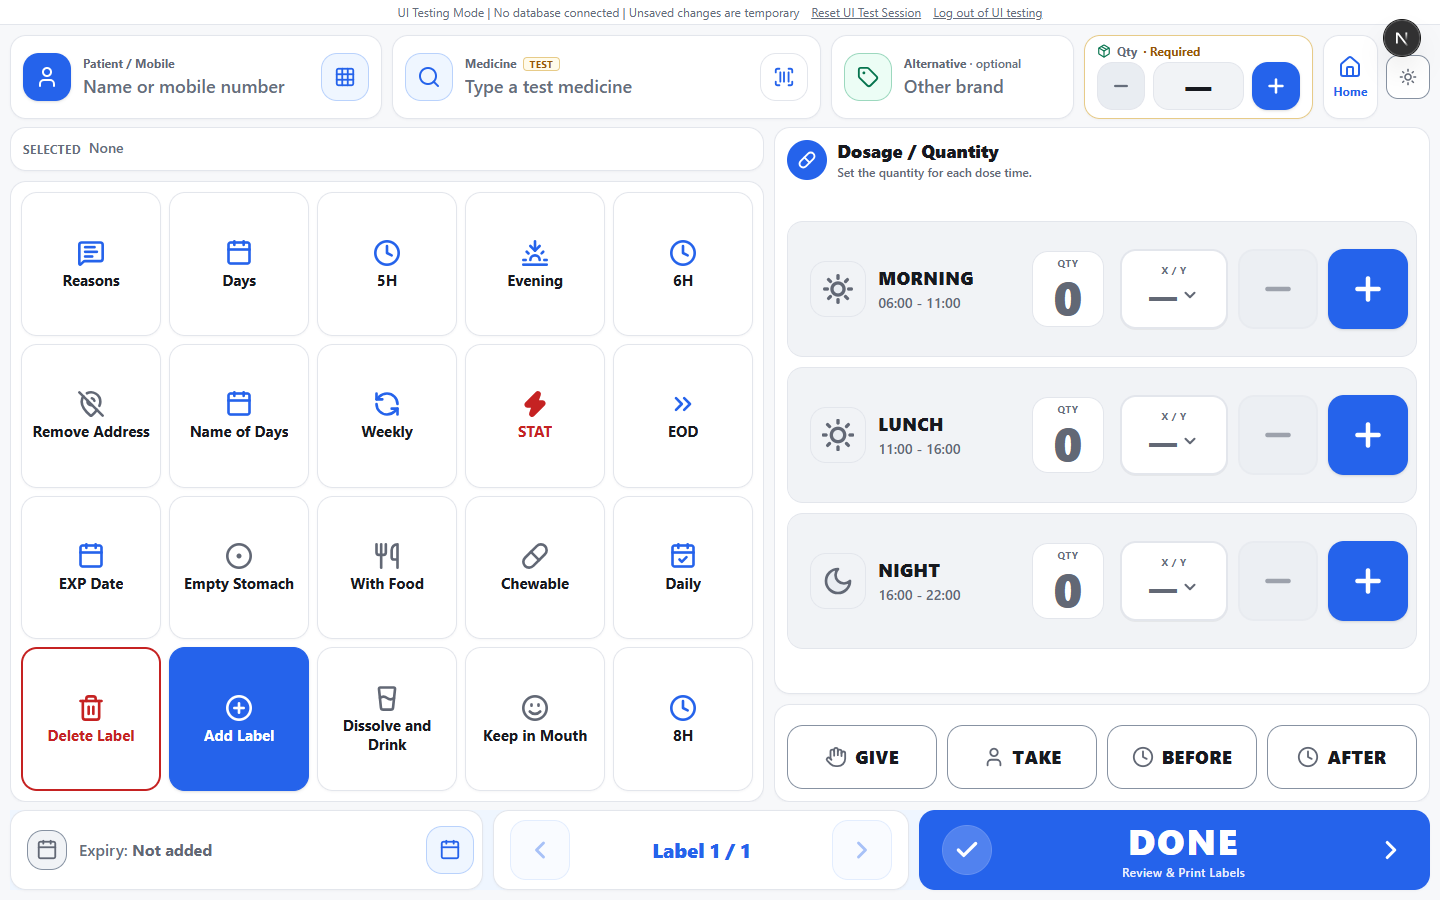 UI Testing Mode | No database connected | Unsaved changes are temporary Reset UI Test Session Log out of UI testing
Patient / Mobile
Name or mobile number
Medicine TEST
Type a test medicine
Alternative · optional
Other brand
Qty · Required
— 
Home
N
SELECTED None
Reasons
Days
5H
Evening
6H
Remove Address
Name of Days
Weekly
STAT
EOD
EXP Date
Empty Stomach
With Food
Chewable
Daily
Delete Label
Add Label
Dissolve and
Drink
Keep in Mouth
8H
Dosage / Quantity
Set the quantity for each dose time.
MORNING
06:00 - 11:00
QTY
0
X / Y
—
LUNCH
11:00 - 16:00
QTY
0
X / Y
—
NIGHT
16:00 - 22:00
QTY
0
X / Y
—
GIVE
TAKE
BEFORE
AFTER
Expiry: Not added
Label 1 / 1
DONE
Review & Print Labels